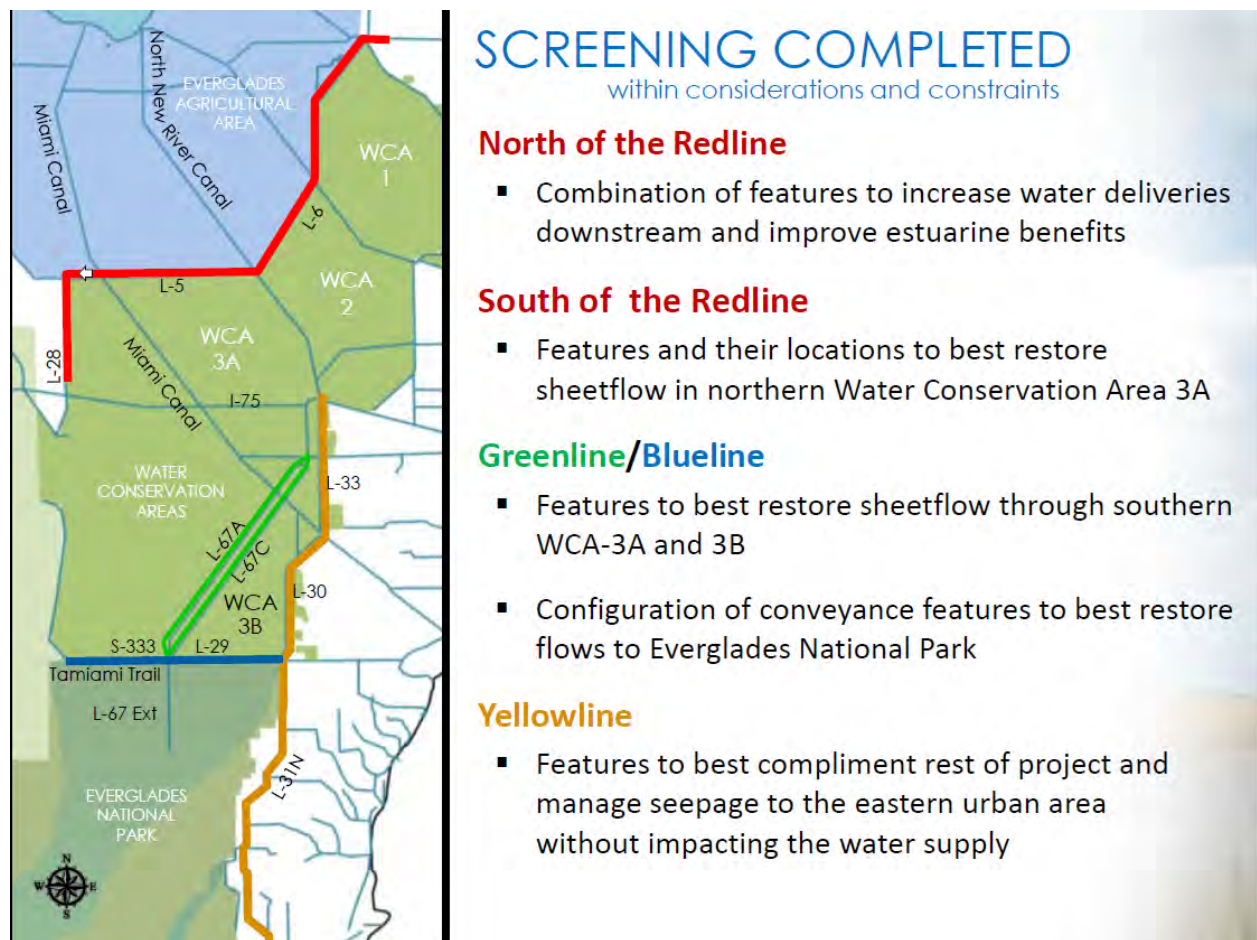 North New River Canal
EVERGLADES
AGRICULTURAL
AREA
Miami Canal
WCA
1
L-6
WCA
2
L-5
WCA
3A
L-28
Miami Canal
I-75
WATER
CONSERVATION
AREAS
L-33
L-67A
L-67C
L-30
WCA
3B
S-333
L-29
Tamiami Trail
L-67 Ext
L-31N
EVERGLADES
NATIONAL
PARK
N
W
E
S
SCREENING COMPLETED
within considerations and constraints
North of the Redline
▪ Combination of features to increase water deliveries
downstream and improve estuarine benefits
South of the Redline
▪ Features and their locations to best restore
sheetflow in northern Water Conservation Area 3A
Greenline/Blueline
▪ Features to best restore sheetflow through southern
WCA-3A and 3B
▪ Configuration of conveyance features to best restore
flows to Everglades National Park
Yellowline
▪ Features to best compliment rest of project and
manage seepage to the eastern urban area
without impacting the water supply